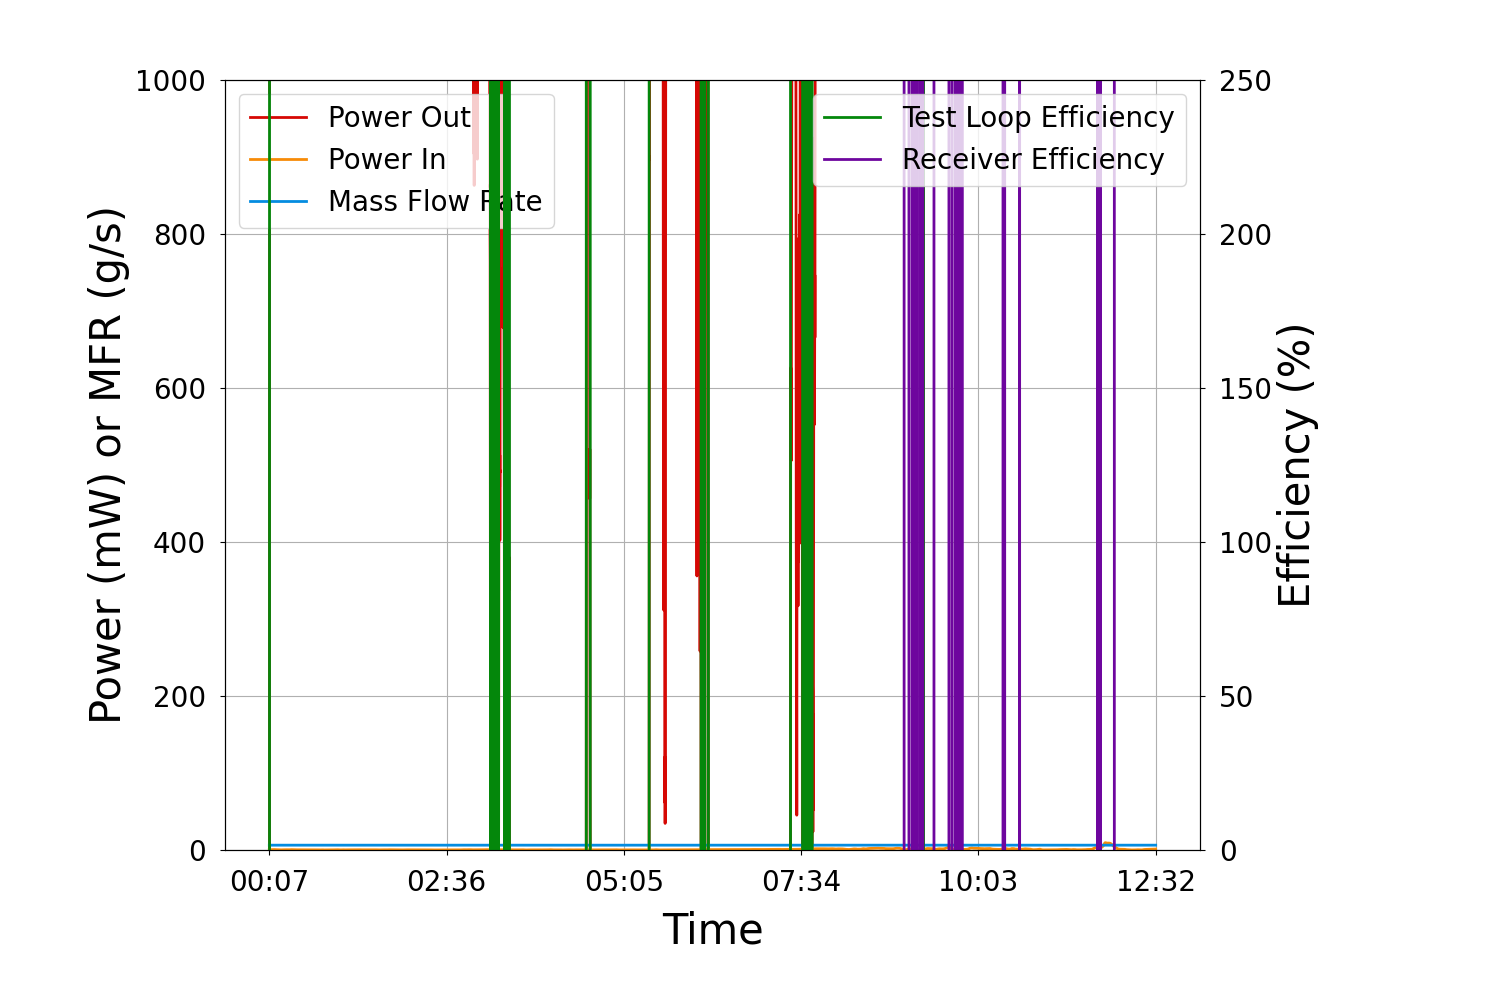 1000
800
600
400
200
0
Power (mW) or MFR (g/s)
Power Out
Power In
Mass Flow Rate
Test Loop Efficiency
Receiver Efficiency
250
200
150
100
50
0
Efficiency (%)
00:07 02:36 05:05 07:34 10:03 12:32
Time